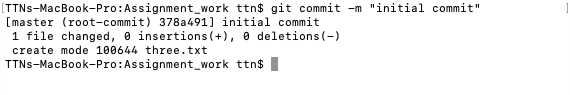 [TTNs-MacBook-Pro:Assignment_work ttn$ git commit -m "initial commit" ]
[master (root-commit) 378a491] initial commit
 1 file changed, 0 insertions(+), 0 deletions(-)
 create mode 100644 three.txt
TTNs-MacBook-Pro:Assignment_work ttn$